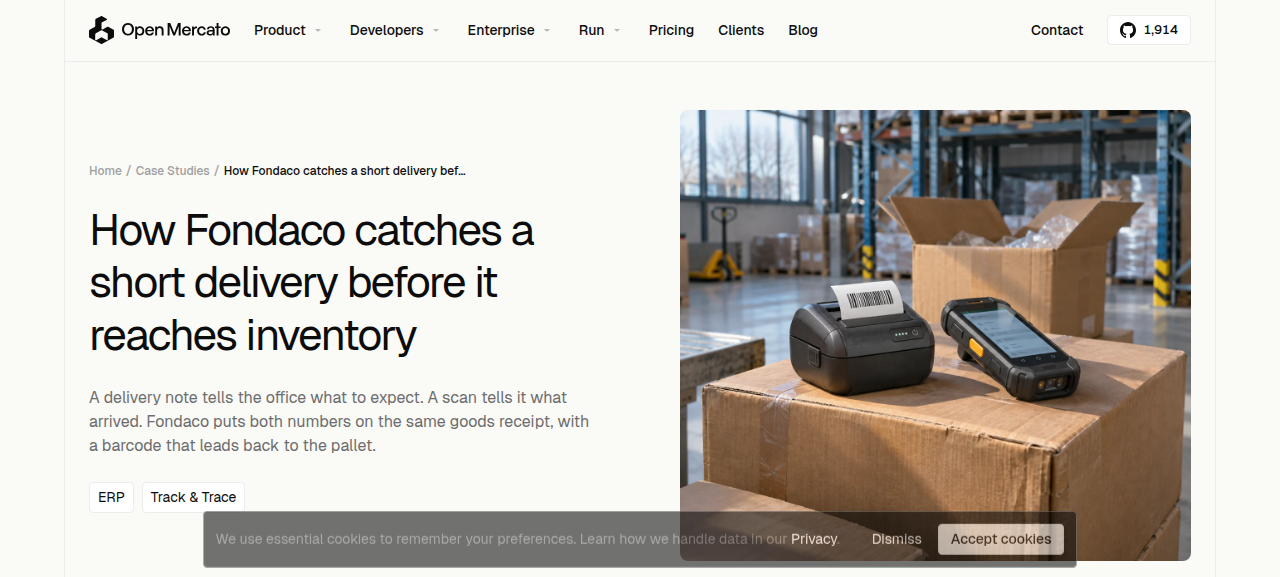 Open Mercato Product Developers Enterprise Run Pricing Clients Blog Contact 1,914
Home / Case Studies / How Fondaco catches a short delivery bef...
How Fondaco catches a
short delivery before it
reaches inventory
A delivery note tells the office what to expect. A scan tells it what
arrived. Fondaco puts both numbers on the same goods receipt, with
a barcode that leads back to the pallet.
ERP Track & Trace
We use essential cookies to remember your preferences. Learn how we handle data in our Privacy. Dismiss Accept cookies